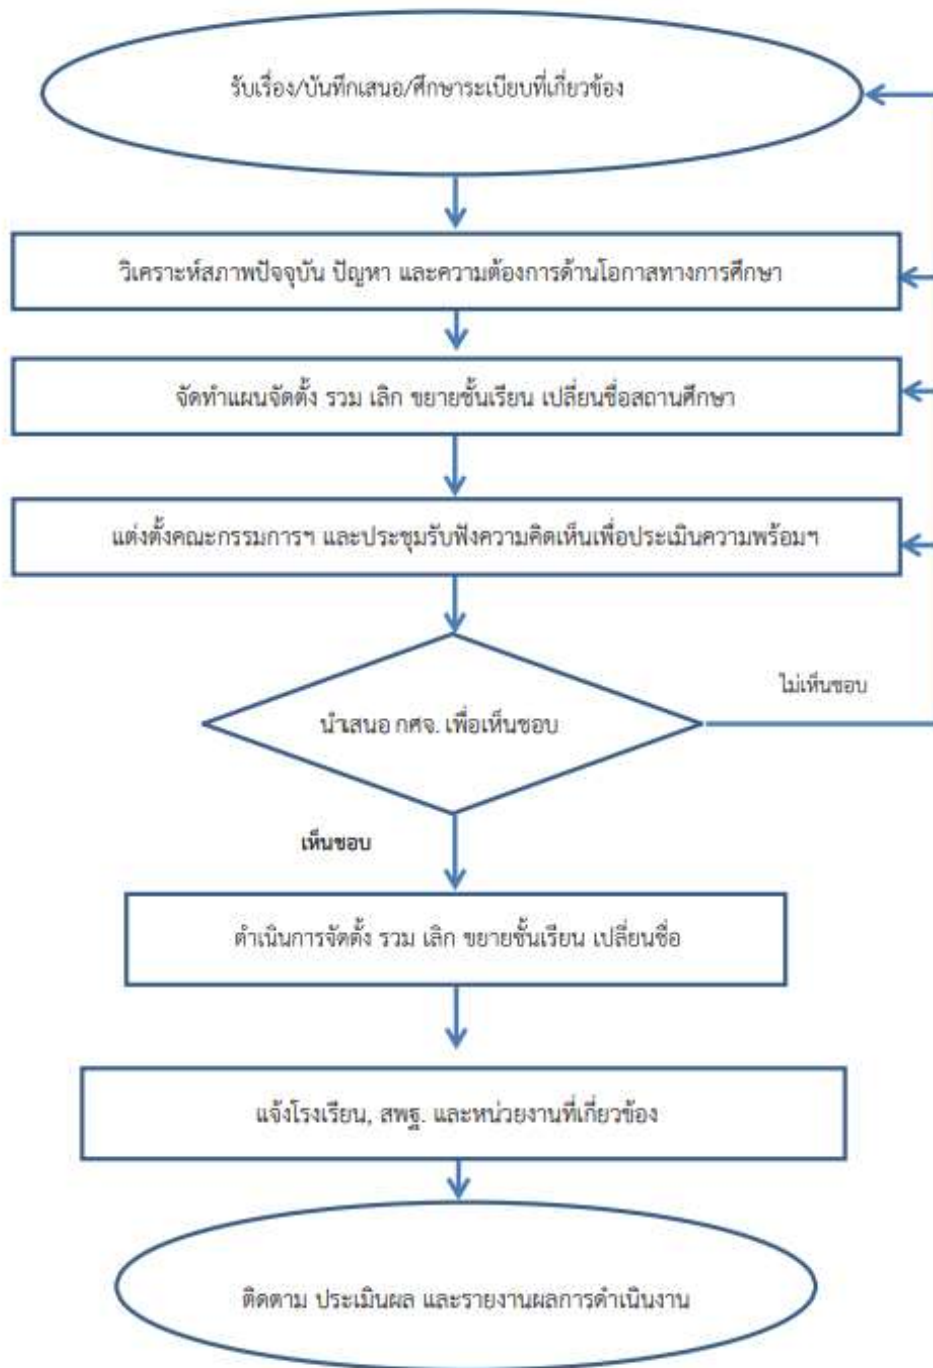 รับเรื่อง/บันทึกเสนอ/ศึกษาระเบียบที่เกี่ยวข้อง
วิเคราะห์สภาพปัจจุบัน ปัญหา และความต้องการด้านโอกาสทางการศึกษา
จัดทำแผนจัดตั้ง รวม เลิก ขยายชั้นเรียน เปลี่ยนชื่อสถานศึกษา
แต่งตั้งคณะกรรมการฯ และประชุมรับฟังความคิดเห็นเพื่อประเมินความพร้อมฯ
ไม่เห็นชอบ
นำเสนอ กศจ. เพื่อเห็นชอบ
เห็นชอบ
ดำเนินการจัดตั้ง รวม เลิก ขยายชั้นเรียน เปลี่ยนชื่อ
แจ้งโรงเรียน, สพฐ. และหน่วยงานที่เกี่ยวข้อง
ติดตาม ประเมินผล และรายงานผลการดำเนินงาน